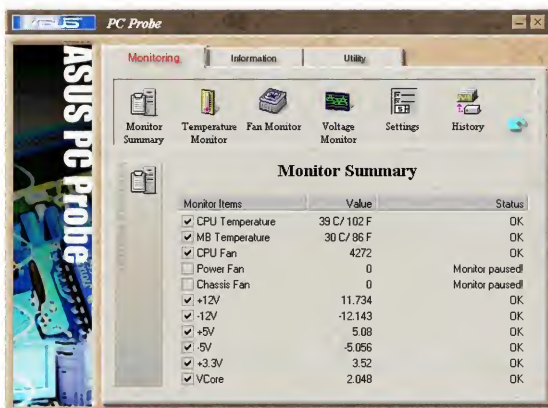 ASUS PC Probe
ASUS PC Probe
Monitoring Information Utility
Monitor Summary
Temperature Monitor
Fan Monitor
Voltage Monitor
Settings
History
Monitor Summary
Monitor Items Value Status
CPU Temperature 39 C/ 102 F OK
MB Temperature 30 C/ 86 F OK
CPU Fan 4272 OK
Power Fan 0 Monitor paused!
Chassis Fan 0 Monitor paused!
+12V 11.734 OK
-12V -12.143 OK
+5V 5.08 OK
-5V -5.056 OK
+3.3V 3.52 OK
VCore 2.048 OK